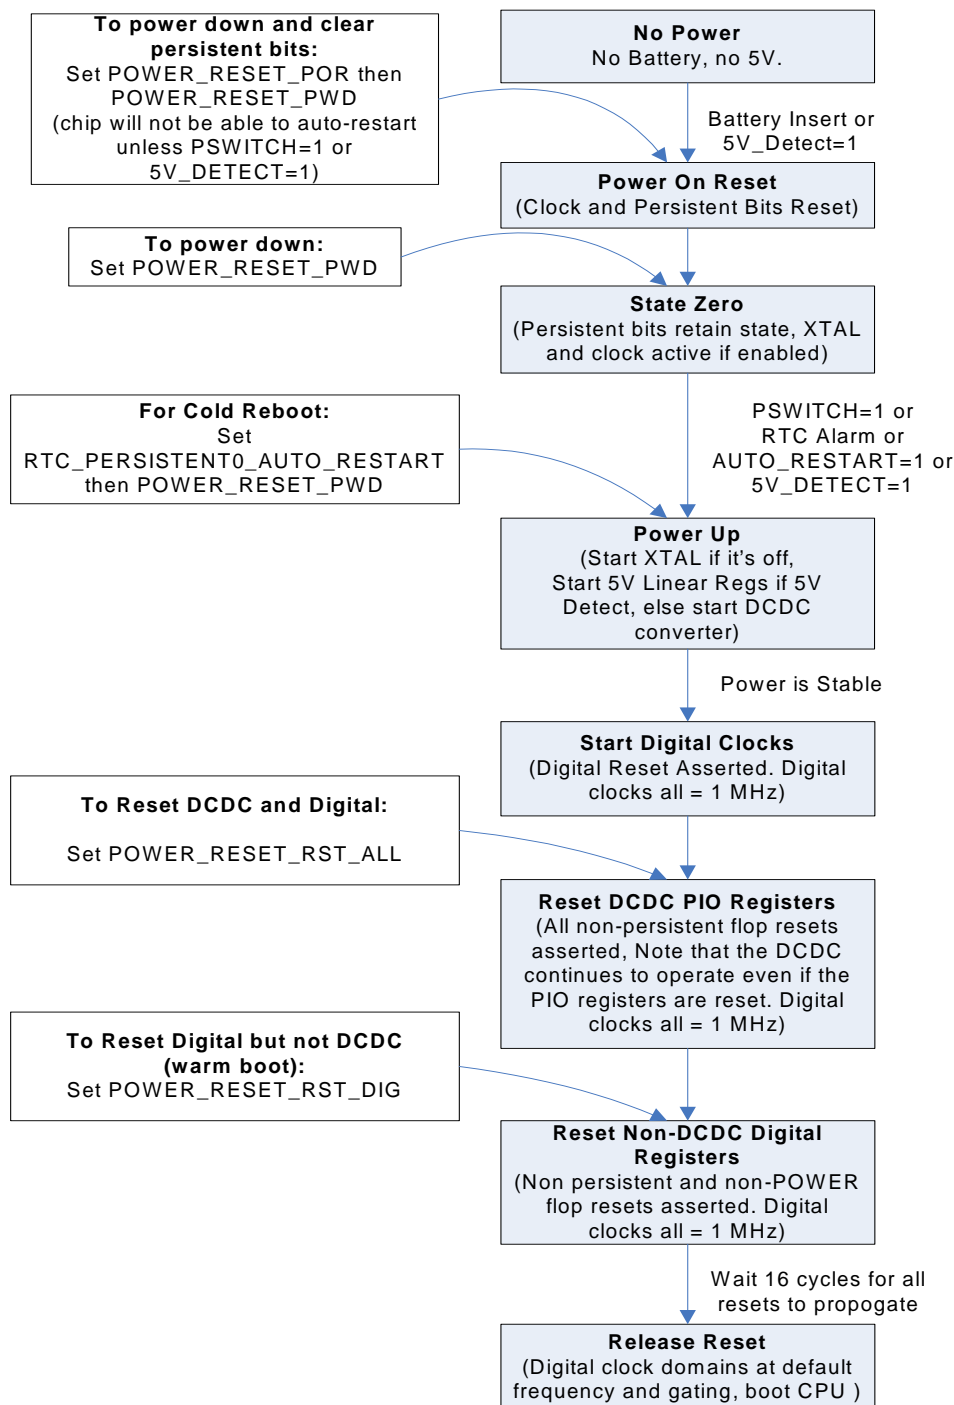 To power down and clear
persistent bits:
Set POWER_RESET_POR then
POWER_RESET_PWD
(chip will not be able to auto-restart
unless PSWITCH=1 or
5V_DETECT=1)
No Power
No Battery, no 5V.
Battery Insert or
5V_Detect=1
Power On Reset
(Clock and Persistent Bits Reset)
To power down:
Set POWER_RESET_PWD
State Zero
(Persistent bits retain state, XTAL
and clock active if enabled)
For Cold Reboot:
Set
RTC_PERSISTENT0_AUTO_RESTART
then POWER_RESET_PWD
PSWITCH=1 or
RTC Alarm or
AUTO_RESTART=1 or
5V_DETECT=1
Power Up
(Start XTAL if it's off,
Start 5V Linear Regs if 5V
Detect, else start DCDC
converter)
Power is Stable
Start Digital Clocks
(Digital Reset Asserted. Digital
clocks all = 1 MHz)
To Reset DCDC and Digital:
Set POWER_RESET_RST_ALL
Reset DCDC PIO Registers
(All non-persistent flop resets
asserted, Note that the DCDC
continues to operate even if the
PIO registers are reset. Digital
clocks all = 1 MHz)
To Reset Digital but not DCDC
(warm boot):
Set POWER_RESET_RST_DIG
Reset Non-DCDC Digital
Registers
(Non persistent and non-POWER
flop resets asserted. Digital
clocks all = 1 MHz)
Wait 16 cycles for all
resets to propogate
Release Reset
(Digital clock domains at default
frequency and gating, boot CPU )